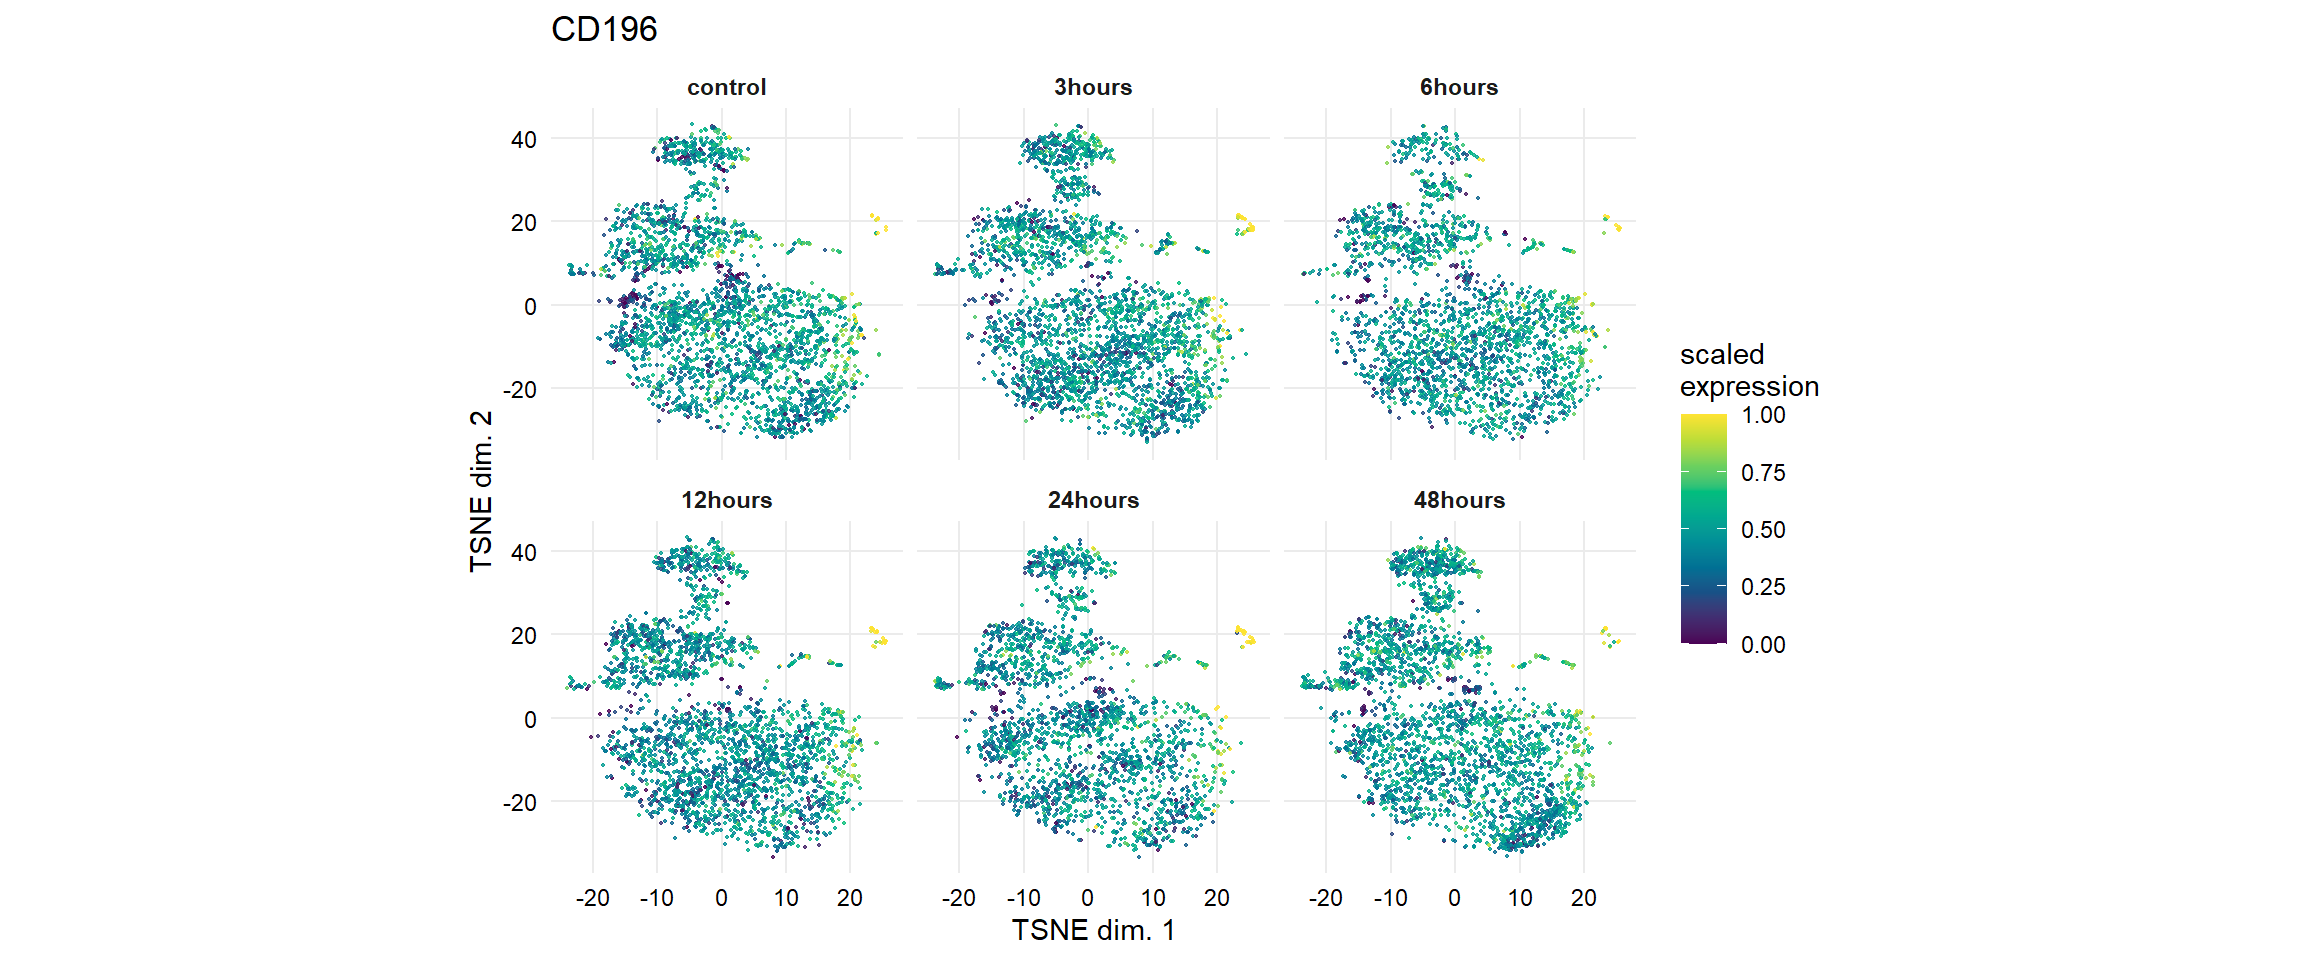 CD196
control
3hours
6hours
40
20
0
-20
12hours
24hours
48hours
40
20
0
-20
-20 -10 0 10 20
-20 -10 0 10 20
-20 -10 0 10 20
TSNE dim. 1
TSNE dim. 2
scaled
expression
1.00
0.75
0.50
0.25
0.00